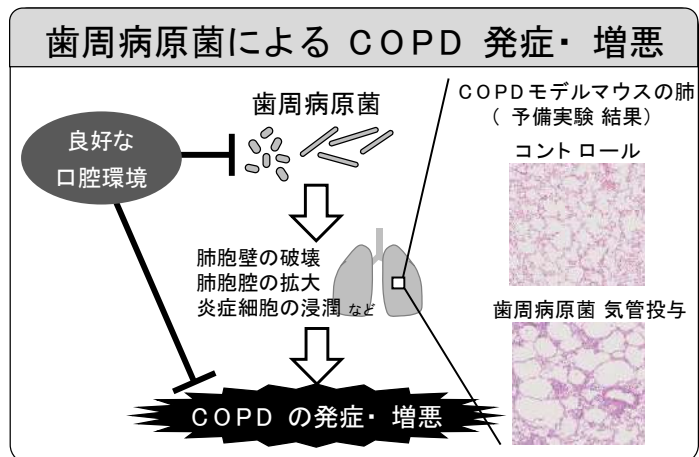 歯周病原菌による COPD 発症・増悪
歯周病原菌
良好な
口腔環境
肺胞壁の破壊
肺胞腔の拡大
炎症細胞の浸潤 など
COPD の発症・増悪
COPDモデルマウスの肺
( 予備実験 結果)
コントロール
歯周病原菌 気管投与